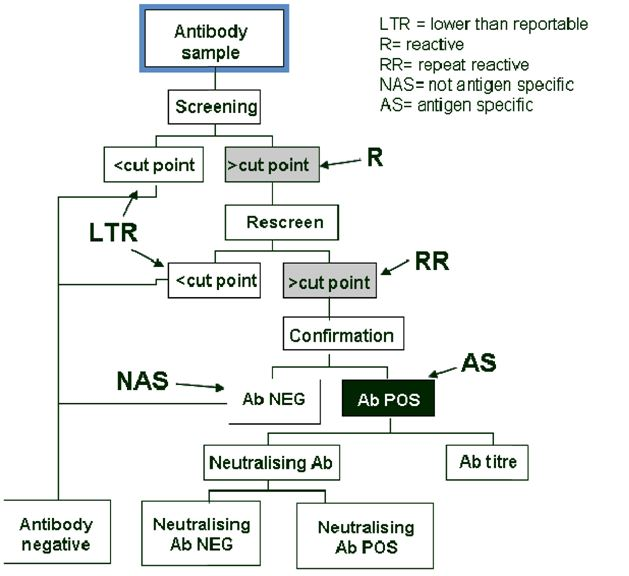 Antibody
sample
LTR = lower than reportable
R= reactive
RR= repeat reactive
NAS= not antigen specific
AS= antigen specific
Screening
<cut point
>cut point
R
LTR
Rescreen
<cut point
>cut point
RR
Confirmation
NAS
Ab NEG
Ab POS
AS
Neutralising Ab
Ab titre
Antibody
negative
Neutralising
Ab NEG
Neutralising
Ab POS